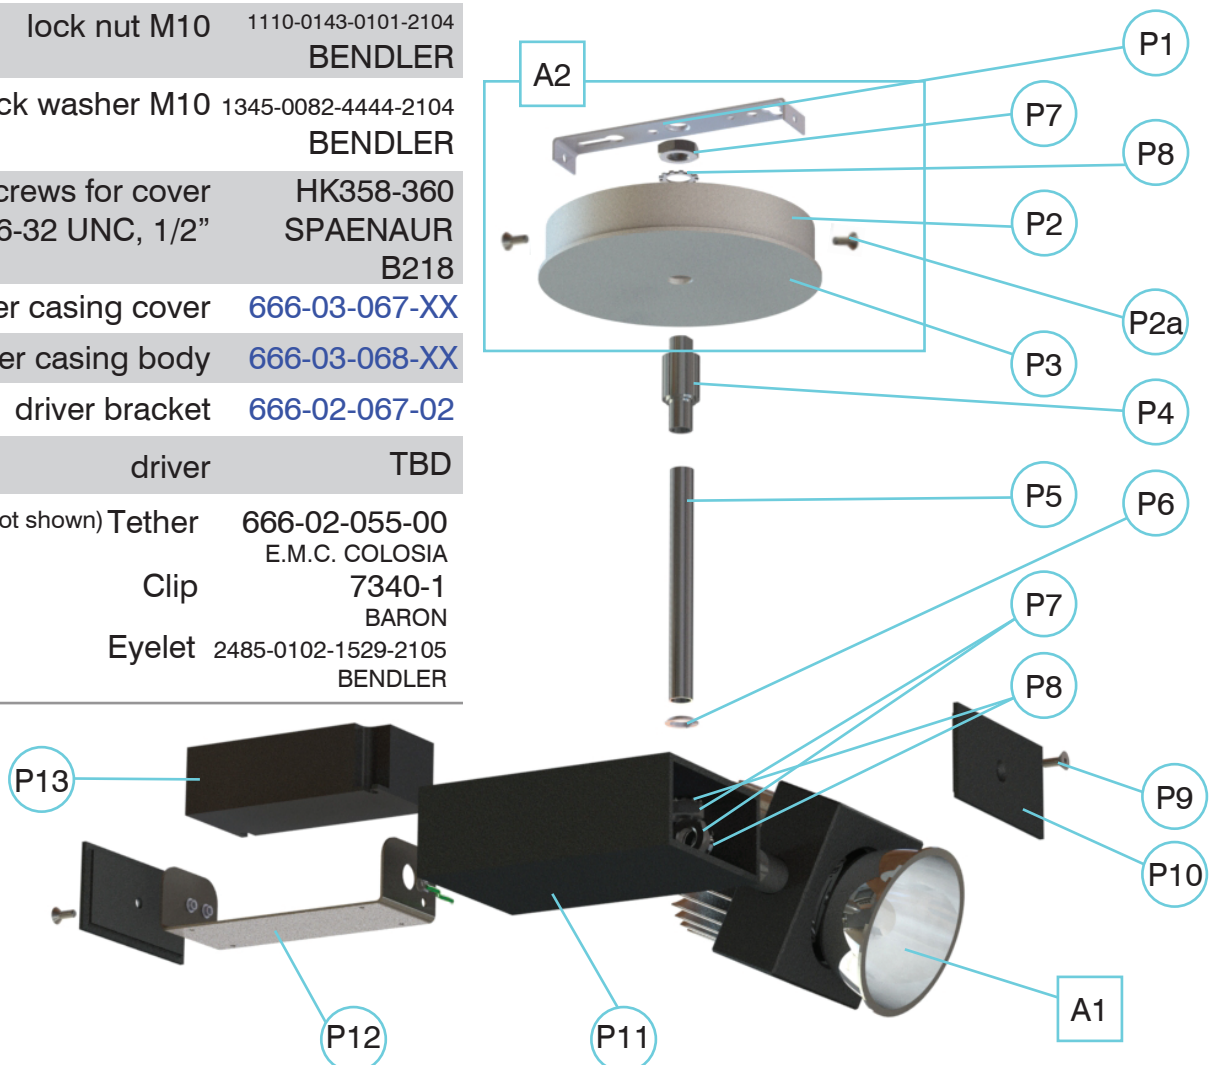 lock nut M10 1110-0143-0101-2104
BENDLER
ck washer M10 1345-0082-4444-2104
BENDLER
crews for cover HK358-360
6-32 UNC, 1/2” SPAENAUR
B218
er casing cover 666-03-067-XX
er casing body 666-03-068-XX
driver bracket 666-02-067-02
driver TBD
ot shown) Tether 666-02-055-00
E.M.C. COLOSIA
Clip 7340-1
BARON
Eyelet 2485-0102-1529-2105
BENDLER
A2
P1
P7
P8
P2
P2a
P3
P4
P5
P6
P7
P8
P13
P9
P10
P12
P11
A1